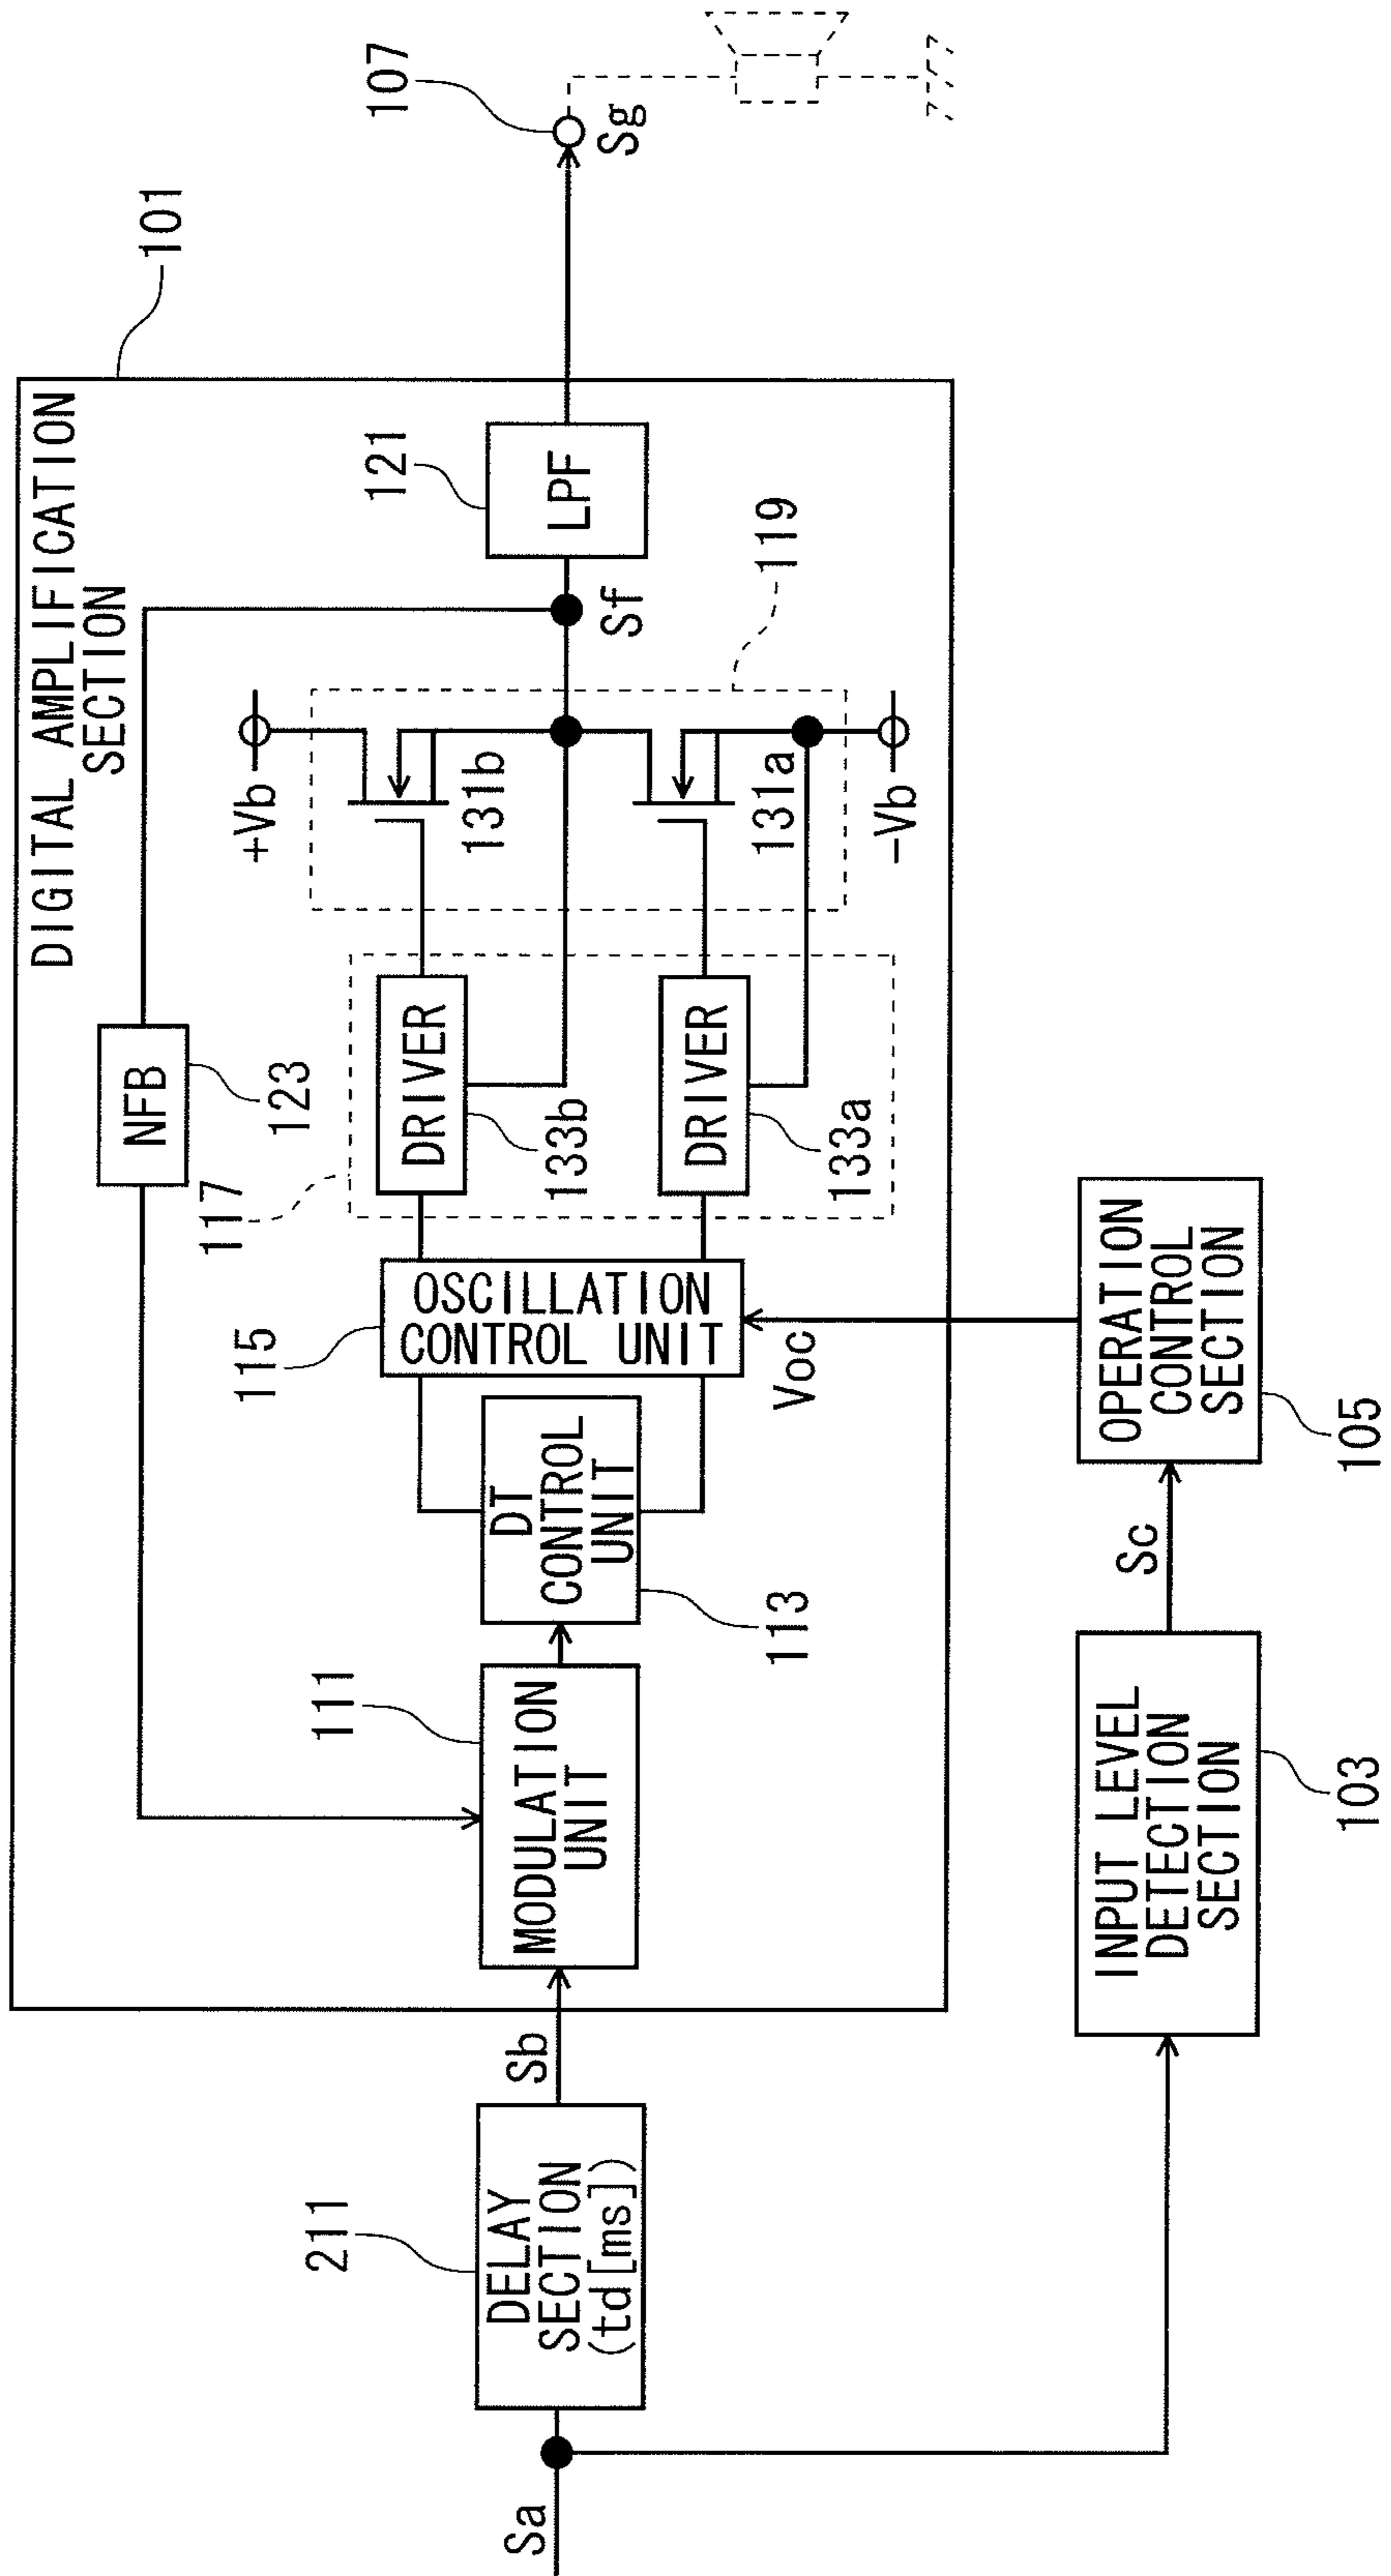 DIGITAL AMPLIFICATION
SECTION
101
107
Sg
NFB
123
+Vb
121
LPF
Sf
117
DRIVER
133b
131b
119
DRIVER
133a
131a
-Vb
115
OSCILLATION
CONTROL UNIT
Voc
DT
CONTROL
UNIT
113
111
MODULATION
UNIT
Sb
211
DELAY
SECTION
(td[ms])
Sa
INPUT LEVEL
DETECTION
SECTION
103
Sc
OPERATION
CONTROL
SECTION
105